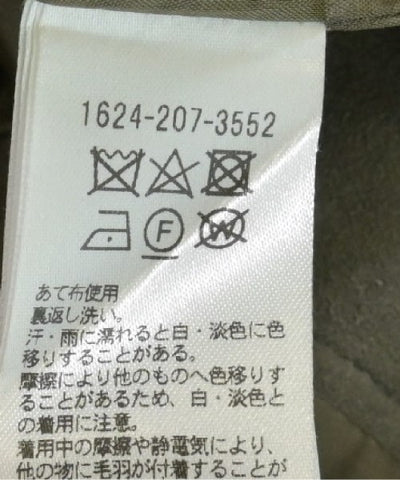 1624-207-3552
F W
あて布使用
裏返し洗い。
汗・雨に濡れると白・淡色に色
移りすることがある。
摩擦により他のものへ色移りす
ることがあるため、白・淡色と
の着用に注意。
着用中の摩擦や静電気により、
他の物に毛羽が付着することが